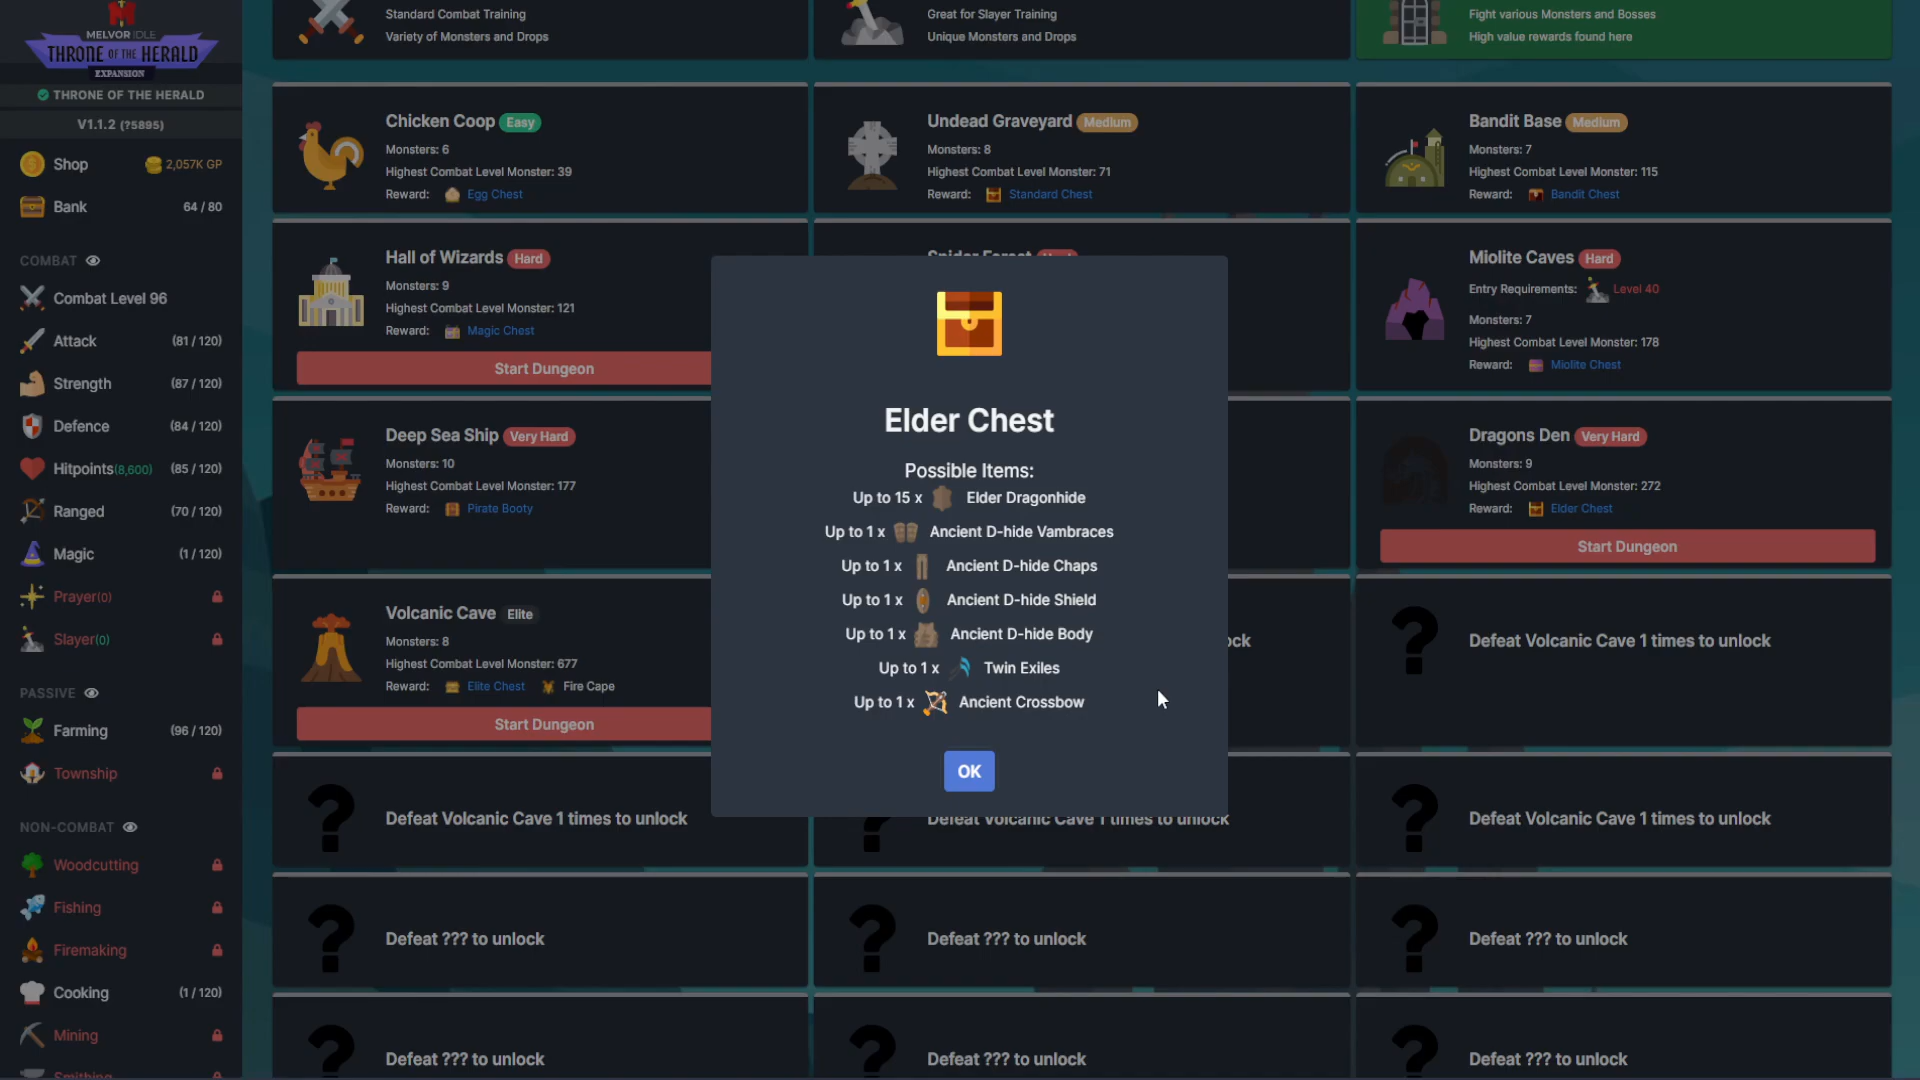 MELVOR IDLE
THRONE OF THE HERALD
EXPANSION
THRONE OF THE HERALD
V1.1.2 (?5895)
Shop 2,057K GP
Bank 64 / 80
COMBAT
Combat Level 96
Attack (81 / 120)
Strength (87 / 120)
Defence (84 / 120)
Hitpoints(8,600) (85 / 120)
Ranged (70 / 120)
Magic (1 / 120)
Prayer(0)
Slayer(0)
PASSIVE
Farming (96 / 120)
Township
NON-COMBAT
Woodcutting
Fishing
Firemaking
Cooking (1 / 120)
Mining
Smithing
Standard Combat Training
Variety of Monsters and Drops
Great for Slayer Training
Unique Monsters and Drops
Fight various Monsters and Bosses
High value rewards found here
Chicken Coop Easy
Monsters: 6
Highest Combat Level Monster: 39
Reward: Egg Chest
Undead Graveyard Medium
Monsters: 8
Highest Combat Level Monster: 71
Reward: Standard Chest
Bandit Base Medium
Monsters: 7
Highest Combat Level Monster: 115
Reward: Bandit Chest
Hall of Wizards Hard
Monsters: 9
Highest Combat Level Monster: 121
Reward: Magic Chest
Start Dungeon
Spider Forest Hard
Miolite Caves Hard
Entry Requirements: Level 40
Monsters: 7
Highest Combat Level Monster: 178
Reward: Miolite Chest
Deep Sea Ship Very Hard
Monsters: 10
Highest Combat Level Monster: 177
Reward: Pirate Booty
Dragons Den Very Hard
Monsters: 9
Highest Combat Level Monster: 272
Reward: Elder Chest
Start Dungeon
Volcanic Cave Elite
Monsters: 8
Highest Combat Level Monster: 677
Reward: Elite Chest Fire Cape
Start Dungeon
ock
Defeat Volcanic Cave 1 times to unlock
Elder Chest
Possible Items:
Up to 15 x Elder Dragonhide
Up to 1 x Ancient D-hide Vambraces
Up to 1 x Ancient D-hide Chaps
Up to 1 x Ancient D-hide Shield
Up to 1 x Ancient D-hide Body
Up to 1 x Twin Exiles
Up to 1 x Ancient Crossbow
OK
Defeat Volcanic Cave 1 times to unlock
Defeat Volcanic Cave 1 times to unlock
Defeat Volcanic Cave 1 times to unlock
Defeat ??? to unlock
Defeat ??? to unlock
Defeat ??? to unlock
Defeat ??? to unlock
Defeat ??? to unlock
Defeat ??? to unlock